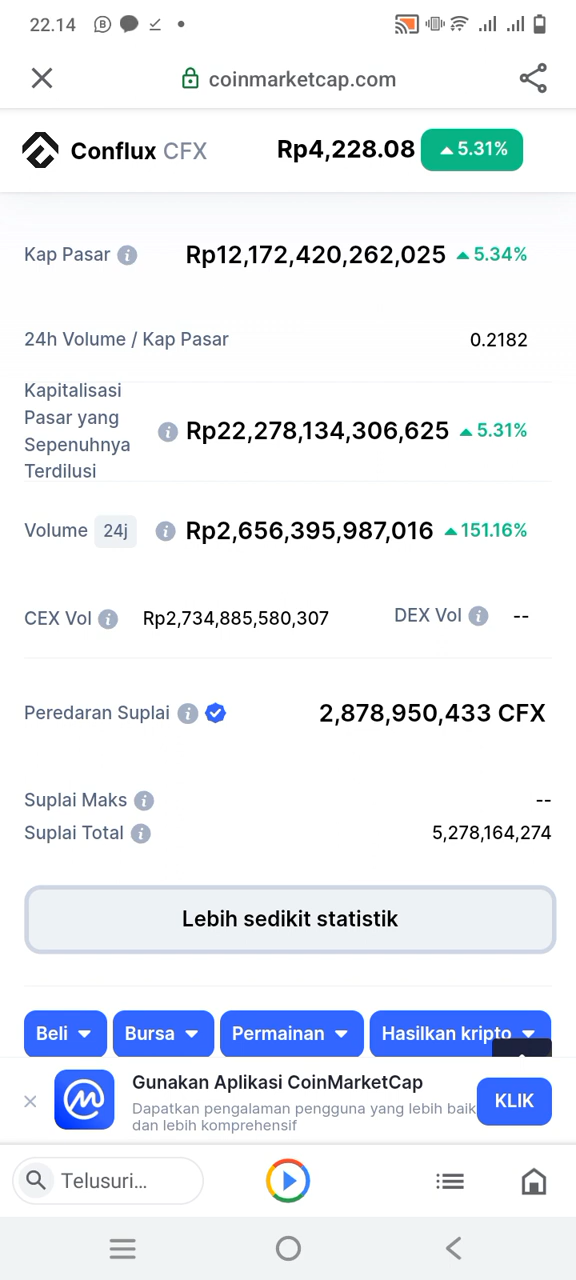 22.14
coinmarketcap.com
Conflux CFX Rp4,228.08 5.31%
Kap Pasar Rp12,172,420,262,025 5.34%
24h Volume / Kap Pasar 0.2182
Kapitalisasi
Pasar yang
Sepenuhnya
Terdilusi
Rp22,278,134,306,625 5.31%
Volume 24j Rp2,656,395,987,016 151.16%
CEX Vol Rp2,734,885,580,307 DEX Vol --
Peredaran Suplai 2,878,950,433 CFX
Suplai Maks --
Suplai Total 5,278,164,274
Lebih sedikit statistik
Beli Bursa Permainan Hasilkan kripto
Gunakan Aplikasi CoinMarketCap
Dapatkan pengalaman pengguna yang lebih baik
dan lebih komprehensif
KLIK
Telusuri...